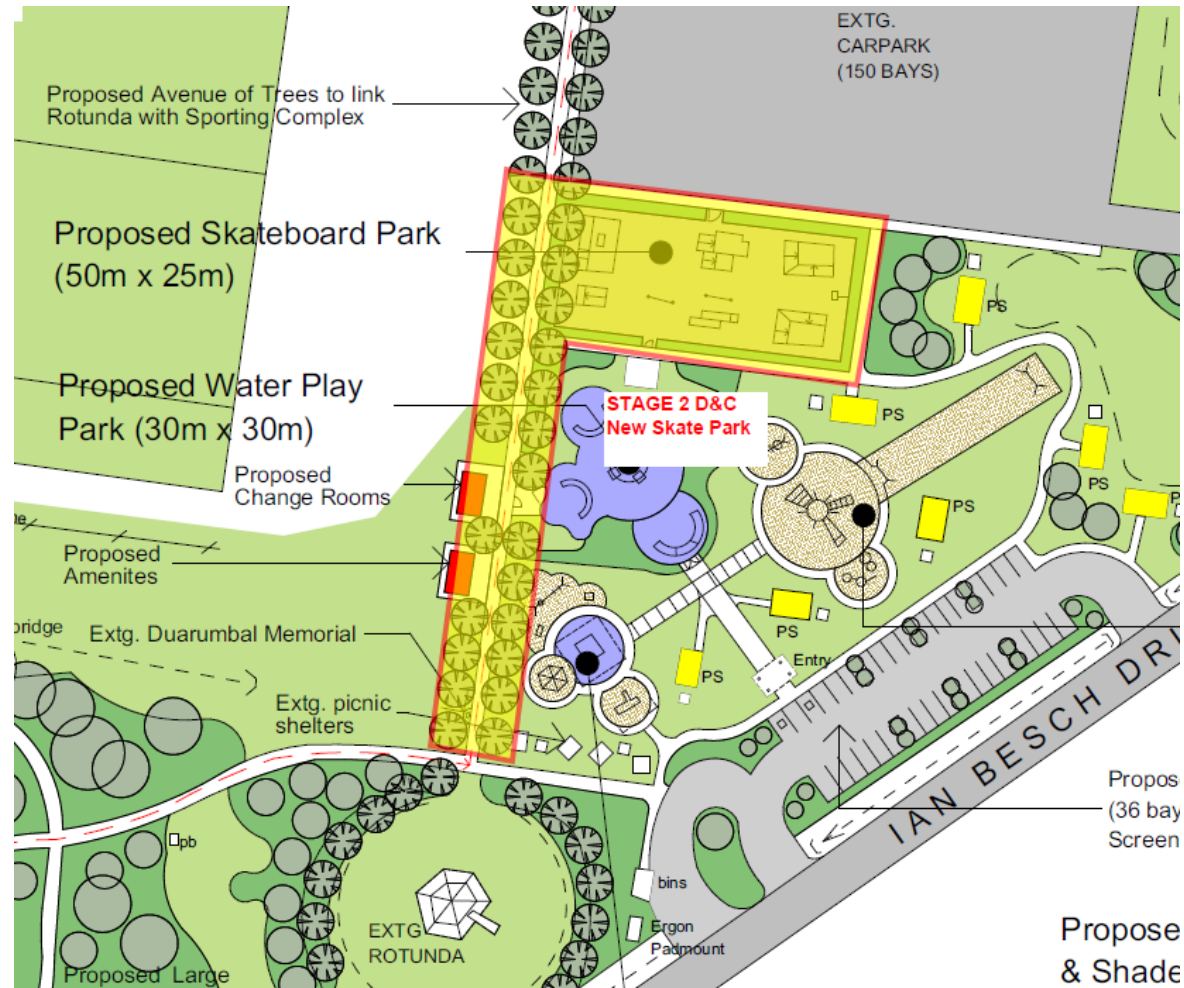 EXTG.
CARPARK
(150 BAYS)
Proposed Avenue of Trees to link
Rotunda with Sporting Complex
Proposed Skateboard Park
(50m x 25m)
PS
Proposed Water Play
Park (30m x 30m)
STAGE 2 D&C
New Skate Park
PS
Proposed
Change Rooms
PS
PS
Proposed
Amenites
PS
Extg. Duarumbal Memorial
Entry
PS
Extg. picnic
shelters
IAN BESCH DRI
Propose
(36 bay
Screen
pb
bins
EXTG
ROTUNDA
Ergon
Padmount
Proposed Large
Propose
& Shade